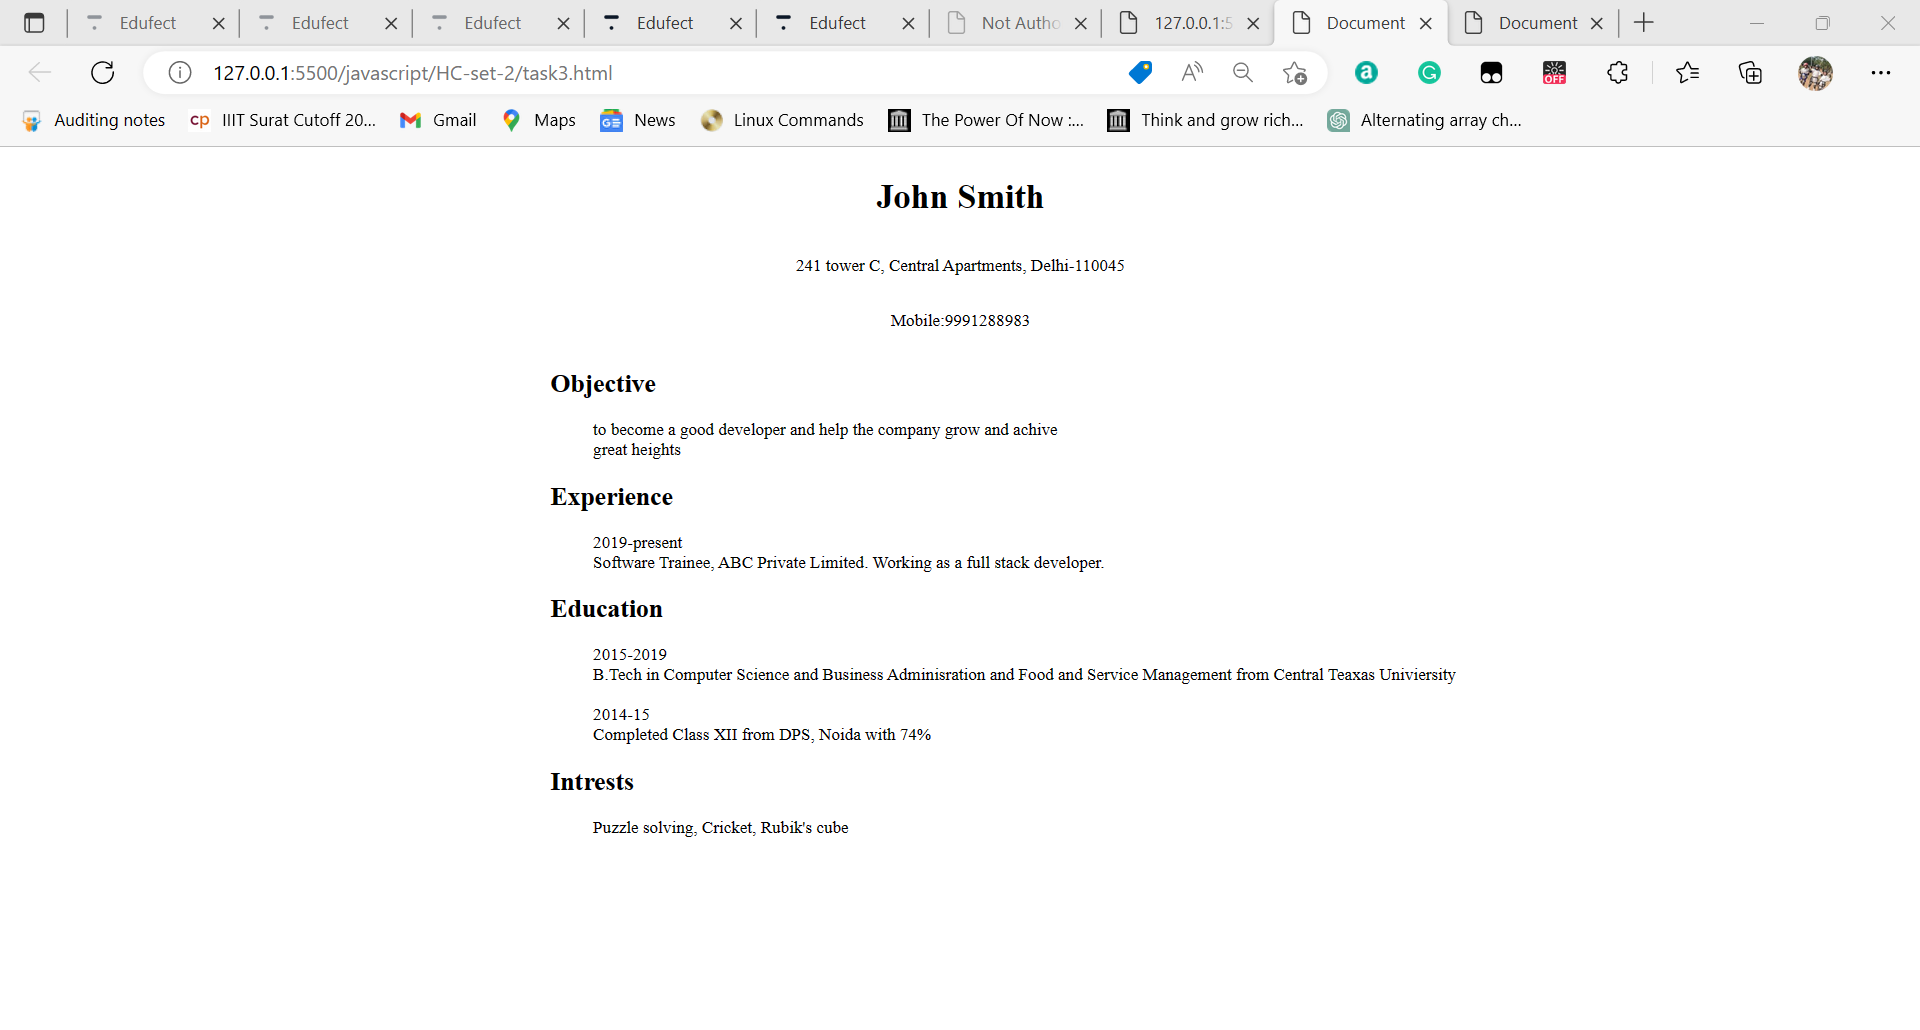 Edufect
Edufect
Edufect
Edufect
Edufect
Not Autho
127.0.0.1:5
Document
Document
127.0.0.1:5500/javascript/HC-set-2/task3.html
OFF
Auditing notes
cp IIIT Surat Cutoff 20...
Gmail
Maps
GE News
Linux Commands
The Power Of Now :...
Think and grow rich...
Alternating array ch...
John Smith
241 tower C, Central Apartments, Delhi-110045
Mobile:9991288983
Objective
to become a good developer and help the company grow and achive
great heights
Experience
2019-present
Software Trainee, ABC Private Limited. Working as a full stack developer.
Education
2015-2019
B.Tech in Computer Science and Business Adminisration and Food and Service Management from Central Teaxas Univiersity
2014-15
Completed Class XII from DPS, Noida with 74%
Intrests
Puzzle solving, Cricket, Rubik's cube